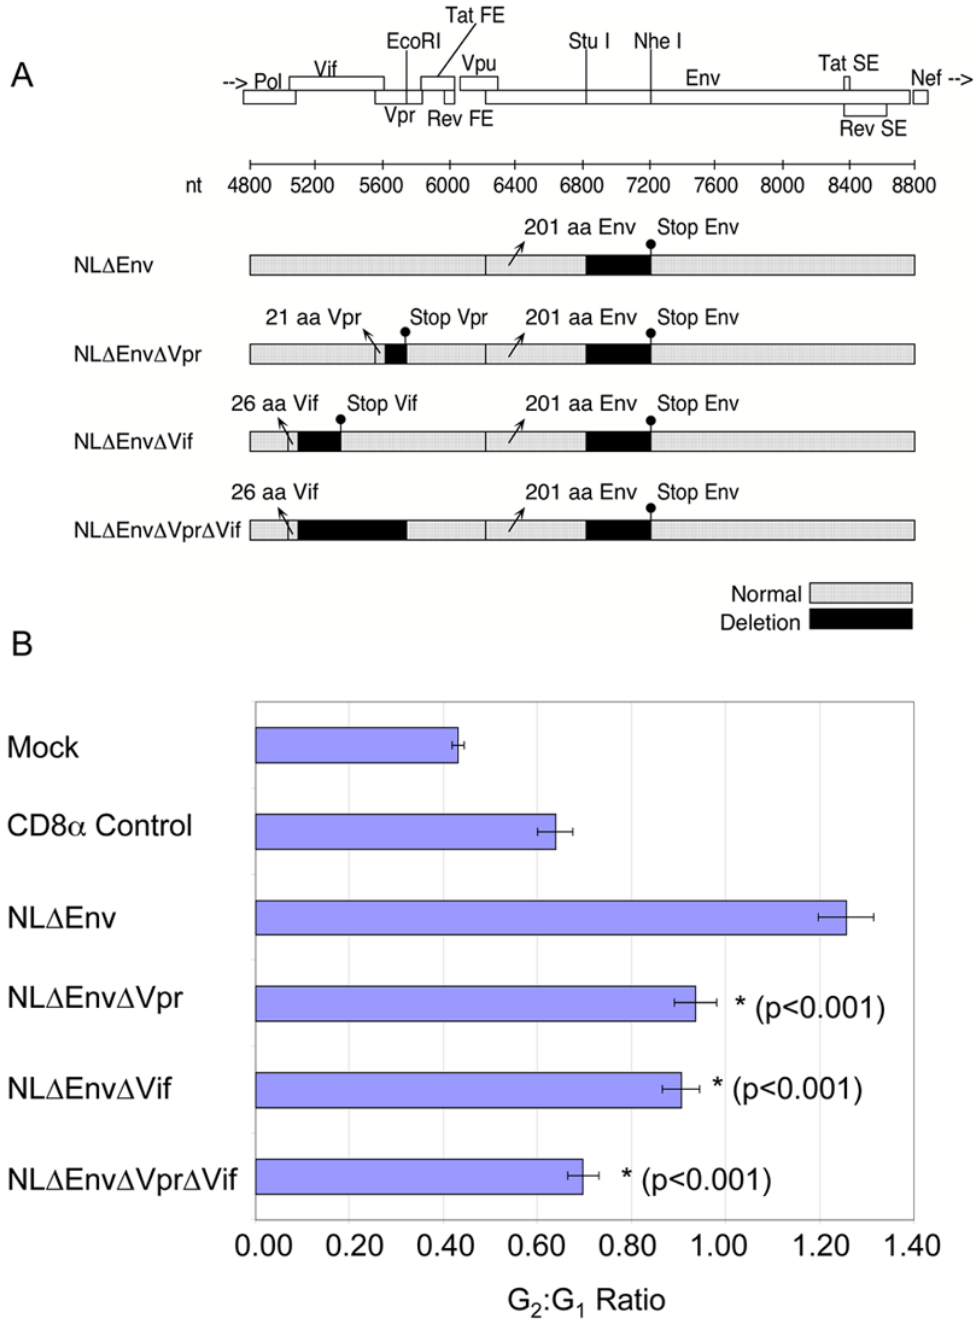 A
Tat FE
EcoRI
Stu I
Nhe I
--> Pol
Vif
Vpu
Env
Tat SE
Nef -->
Vpr
Rev FE
Rev SE
nt 4800 5200 5600 6000 6400 6800 7200 7600 8000 8400 8800
201 aa Env Stop Env
NLΔEnv
21 aa Vpr Stop Vpr 201 aa Env Stop Env
NLΔEnvΔVpr
26 aa Vif Stop Vif 201 aa Env Stop Env
NLΔEnvΔVif
26 aa Vif 201 aa Env Stop Env
NLΔEnvΔVprΔVif
Normal
Deletion
B
Mock
CD8α Control
NLΔEnv
NLΔEnvΔVpr * (p<0.001)
NLΔEnvΔVif * (p<0.001)
NLΔEnvΔVprΔVif * (p<0.001)
0.00 0.20 0.40 0.60 0.80 1.00 1.20 1.40
G₂:G₁ Ratio